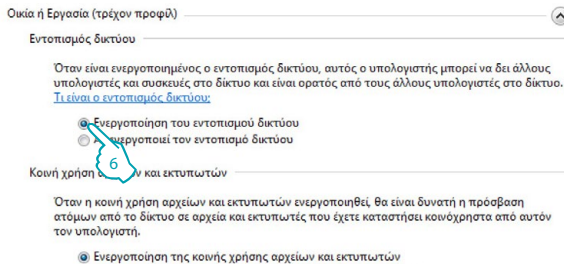 Οικία ή Εργασία (τρέχον προφίλ)
Εντοπισμός δικτύου
Όταν είναι ενεργοποιημένος ο εντοπισμός δικτύου, αυτός ο υπολογιστής μπορεί να δει άλλους
υπολογιστές και συσκευές στο δίκτυο και είναι ορατός από τους άλλους υπολογιστές στο δίκτυο.
Τι είναι ο εντοπισμός δικτύου;
Ενεργοποίηση του εντοπισμού δικτύου
τον εντοπισμό δικτύου
6
Κοινή χρήση και εκτυπωτών
Όταν η κοινή χρήση αρχείων και εκτυπωτών ενεργοποιηθεί, θα είναι δυνατή η πρόσβαση
ατόμων από το δίκτυο σε αρχεία και εκτυπωτές που έχετε καταστήσει κοινόχρηστα από αυτόν
τον υπολογιστή.
Ενεργοποίηση της κοινής χρήσης αρχείων και εκτυπωτών